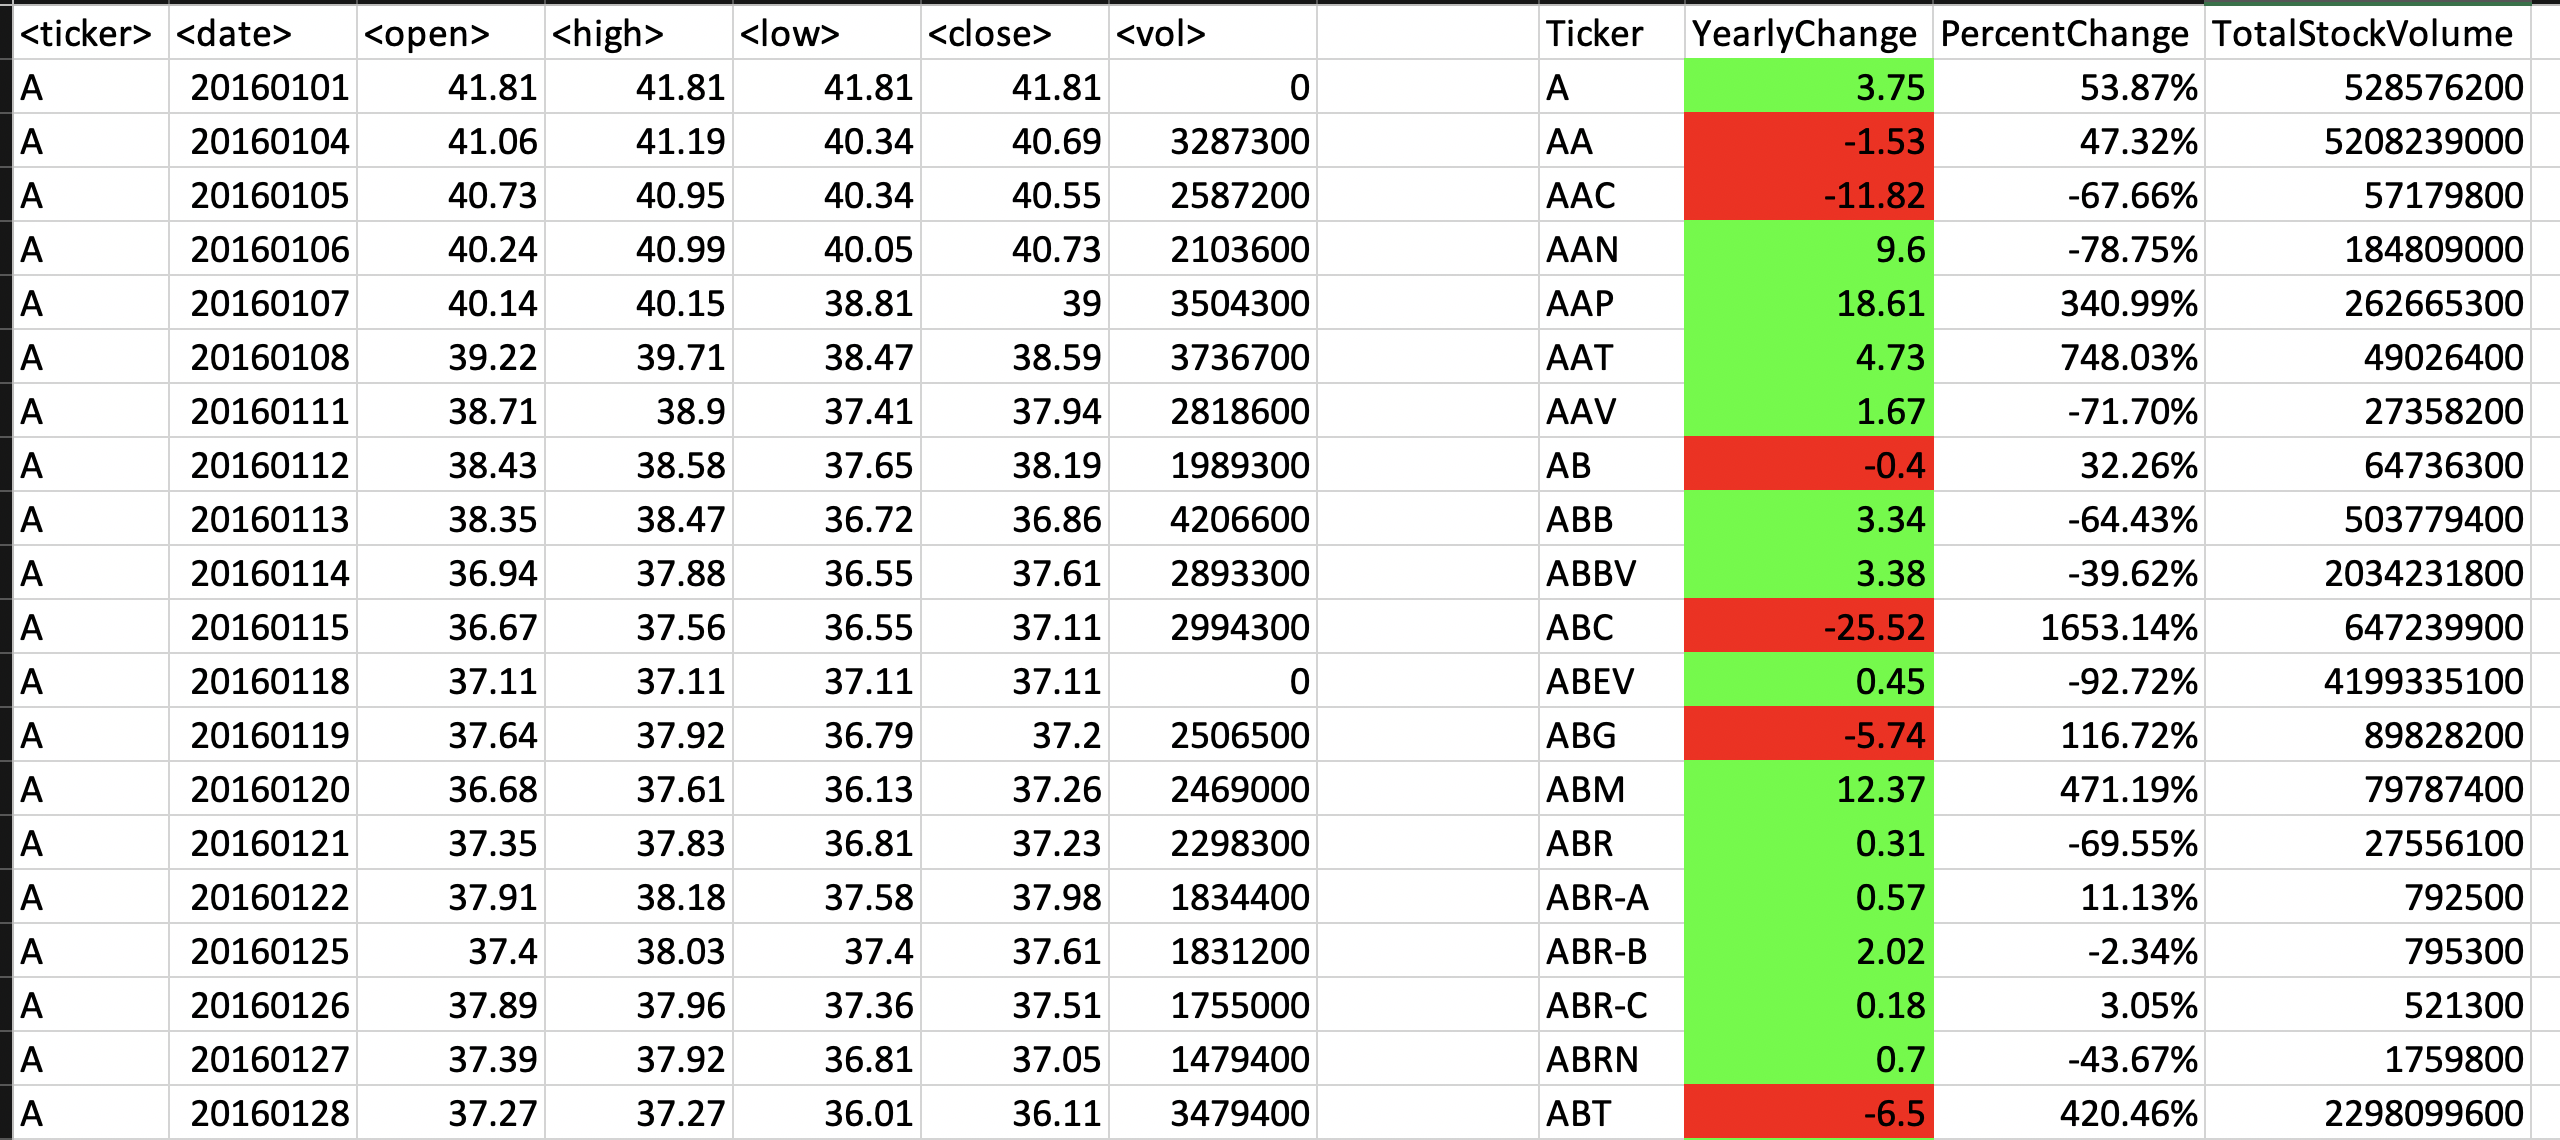 <ticker> <date> <open> <high> <low> <close> <vol> Ticker YearlyChange PercentChange TotalStockVolume
A 20160101 41.81 41.81 41.81 41.81 0 A 3.75 53.87% 528576200
A 20160104 41.06 41.19 40.34 40.69 3287300 AA -1.53 47.32% 5208239000
A 20160105 40.73 40.95 40.34 40.55 2587200 AAC -11.82 -67.66% 57179800
A 20160106 40.24 40.99 40.05 40.73 2103600 AAN 9.6 -78.75% 184809000
A 20160107 40.14 40.15 38.81 39 3504300 AAP 18.61 340.99% 262665300
A 20160108 39.22 39.71 38.47 38.59 3736700 AAT 4.73 748.03% 49026400
A 20160111 38.71 38.9 37.41 37.94 2818600 AAV 1.67 -71.70% 27358200
A 20160112 38.43 38.58 37.65 38.19 1989300 AB -0.4 32.26% 64736300
A 20160113 38.35 38.47 36.72 36.86 4206600 ABB 3.34 -64.43% 503779400
A 20160114 36.94 37.88 36.55 37.61 2893300 ABBV 3.38 -39.62% 2034231800
A 20160115 36.67 37.56 36.55 37.11 2994300 ABC -25.52 1653.14% 647239900
A 20160118 37.11 37.11 37.11 37.11 0 ABEV 0.45 -92.72% 4199335100
A 20160119 37.64 37.92 36.79 37.2 2506500 ABG -5.74 116.72% 89828200
A 20160120 36.68 37.61 36.13 37.26 2469000 ABM 12.37 471.19% 79787400
A 20160121 37.35 37.83 36.81 37.23 2298300 ABR 0.31 -69.55% 27556100
A 20160122 37.91 38.18 37.58 37.98 1834400 ABR-A 0.57 11.13% 792500
A 20160125 37.4 38.03 37.4 37.61 1831200 ABR-B 2.02 -2.34% 795300
A 20160126 37.89 37.96 37.36 37.51 1755000 ABR-C 0.18 3.05% 521300
A 20160127 37.39 37.92 36.81 37.05 1479400 ABRN 0.7 -43.67% 1759800
A 20160128 37.27 37.27 36.01 36.11 3479400 ABT -6.5 420.46% 2298099600